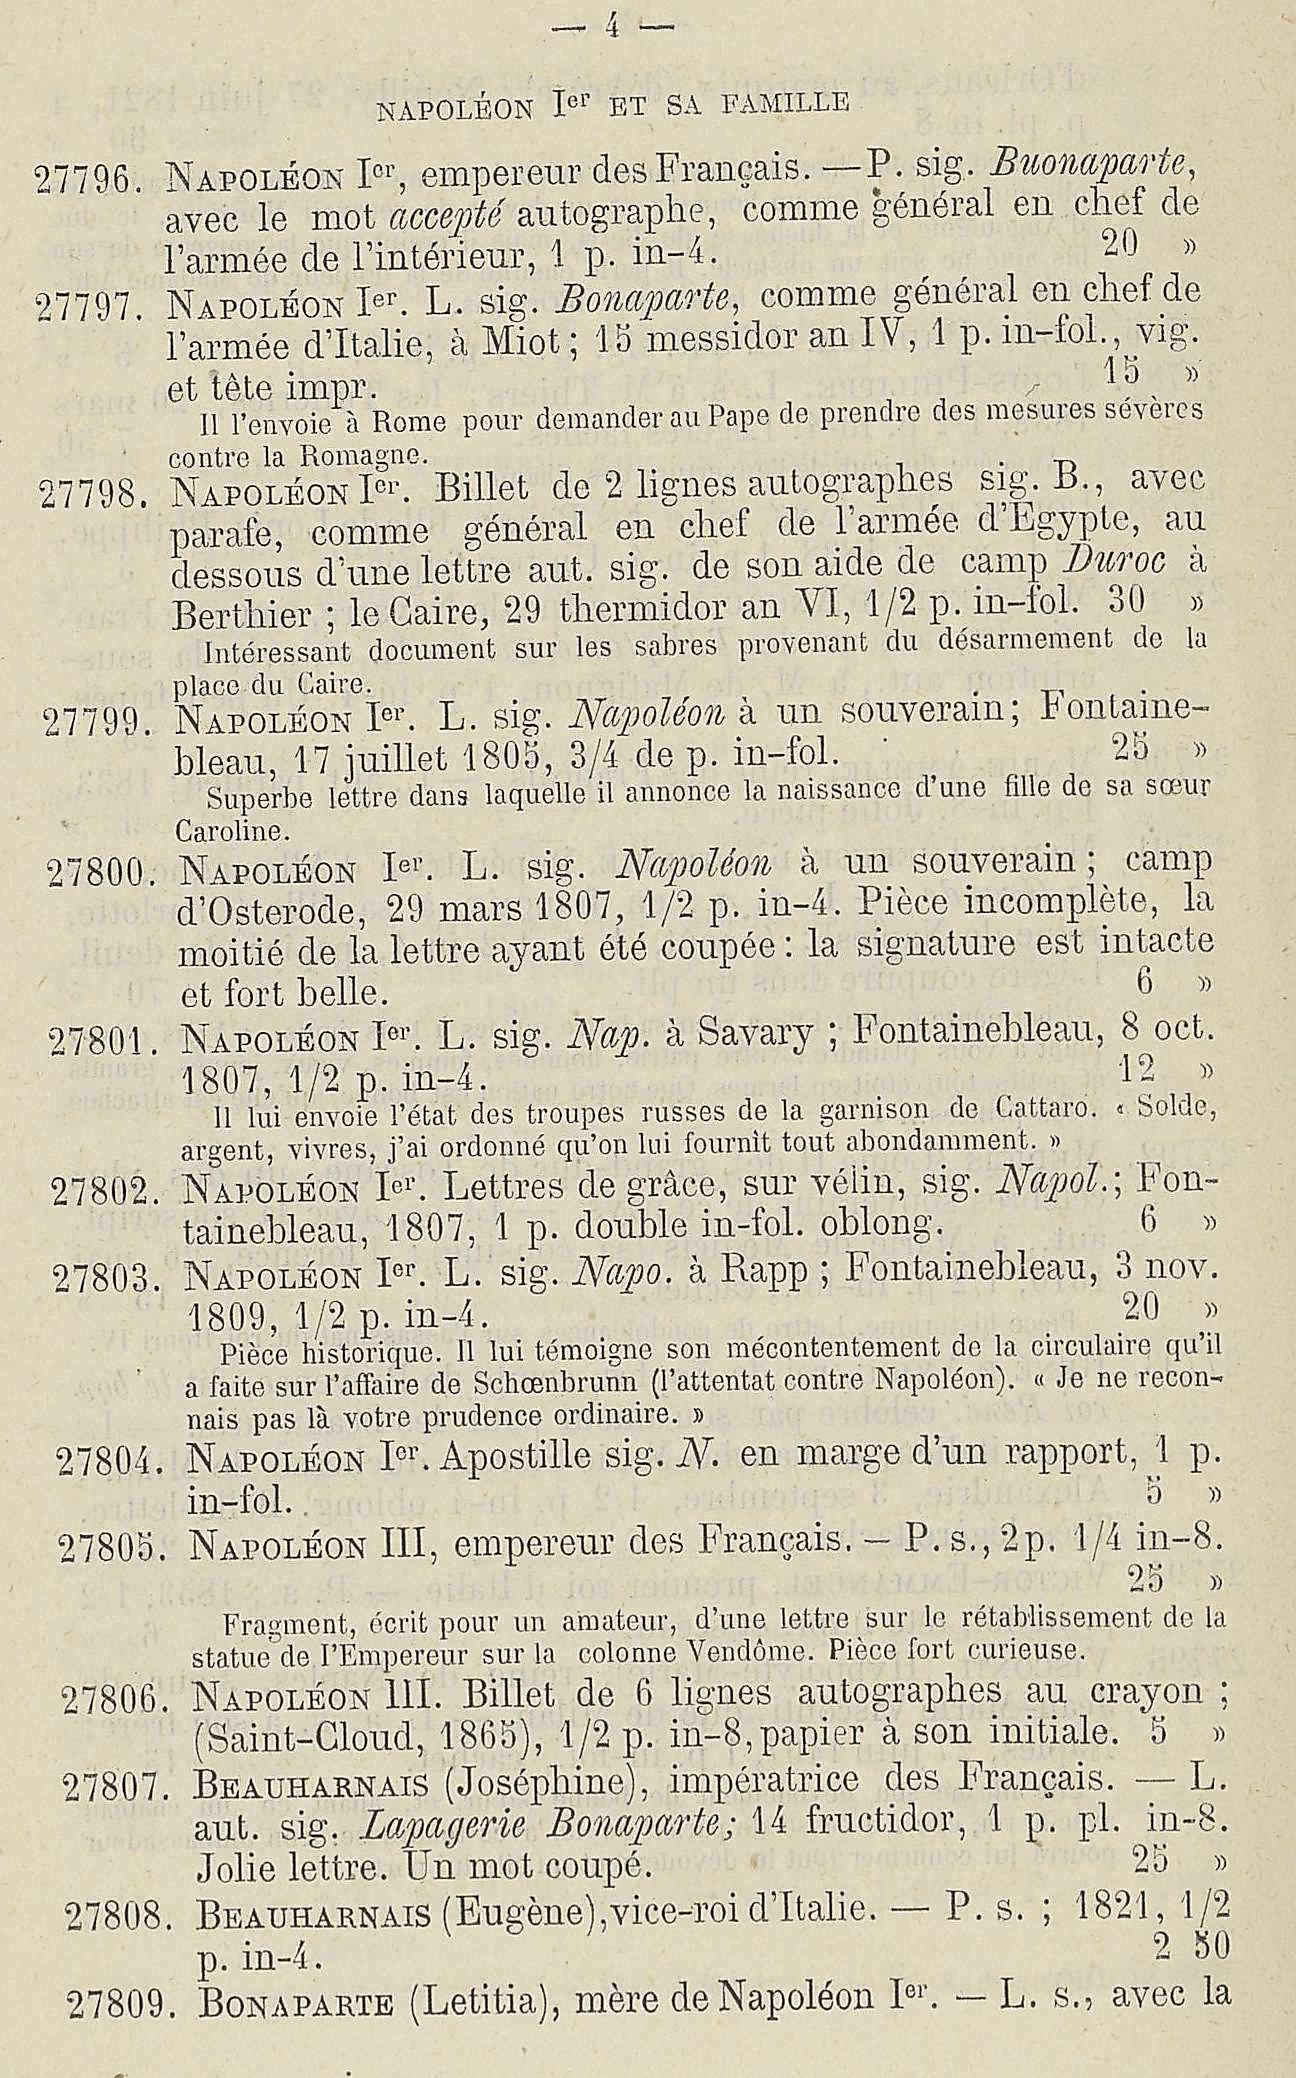 — 4 —
NAPOLÉON Ier ET SA FAMILLE
27796. NAPOLÉON Ier, empereur des Français. — P. sig. Buonaparte,
avec le mot accepté autographe, comme général en chef de
l'armée de l'intérieur, 1 p. in-4. 20 »
27797. NAPOLÉON Ier. L. sig. Bonaparte, comme général en chef de
l'armée d'Italie, à Miot; 15 messidor an IV, 1 p. in-fol., vig.
et tête impr. 15 »
Il l'envoie à Rome pour demander au Pape de prendre des mesures sévères
contre la Romagne.
27798. NAPOLÉON Ier. Billet de 2 lignes autographes sig. B., avec
parafe, comme général en chef de l'armée d'Egypte, au
dessous d'une lettre aut. sig. de son aide de camp Duroc à
Berthier ; le Caire, 29 thermidor an VI, 1/2 p. in-fol. 30 »
Intéressant document sur les sabres provenant du désarmement de la
place du Caire.
27799. NAPOLÉON Ier. L. sig. Napoléon à un souverain; Fontaine-
bleau, 17 juillet 1805, 3/4 de p. in-fol. 25 »
Superbe lettre dans laquelle il annonce la naissance d'une fille de sa sœur
Caroline.
27800. NAPOLÉON Ier. L. sig. Napoléon à un souverain; camp
d'Osterode, 29 mars 1807, 1/2 p. in-4. Pièce incomplète, la
moitié de la lettre ayant été coupée : la signature est intacte
et fort belle. 6 »
27801. NAPOLÉON Ier. L. sig. Nap. à Savary ; Fontainebleau, 8 oct.
1807, 1/2 p. in-4. 12 »
Il lui envoie l'état des troupes russes de la garnison de Cattaro. « Solde,
argent, vivres, j'ai ordonné qu'on lui fournît tout abondamment. »
27802. NAPOLÉON Ier. Lettres de grâce, sur vélin, sig. Napol.; Fon-
tainebleau, 1807, 1 p. double in-fol. oblong. 6 »
27803. NAPOLÉON Ier. L. sig. Napo. à Rapp ; Fontainebleau, 3 nov.
1809, 1/2 p. in-4. 20 »
Pièce historique. Il lui témoigne son mécontentement de la circulaire qu'il
a faite sur l'affaire de Schœnbrunn (l'attentat contre Napoléon). « Je ne recon-
nais pas là votre prudence ordinaire. »
27804. NAPOLÉON Ier. Apostille sig. N. en marge d'un rapport, 1 p.
in-fol. 5 »
27805. NAPOLÉON III, empereur des Français. — P. s., 2 p. 1/4 in-8.
25 »
Fragment, écrit pour un amateur, d'une lettre sur le rétablissement de la
statue de l'Empereur sur la colonne Vendôme. Pièce fort curieuse.
27806. NAPOLÉON III. Billet de 6 lignes autographes au crayon ;
(Saint-Cloud, 1865), 1/2 p. in-8, papier à son initiale. 5 »
27807. BEAUHARNAIS (Joséphine), impératrice des Français. — L.
aut. sig. Lapagerie Bonaparte; 14 fructidor, 1 p. pl. in-8.
Jolie lettre. Un mot coupé. 25 »
27808. BEAUHARNAIS (Eugène), vice-roi d'Italie. — P. s. ; 1821, 1/2
p. in-4. 2 50
27809. BONAPARTE (Letitia), mère de Napoléon Ier. — L. s., avec la